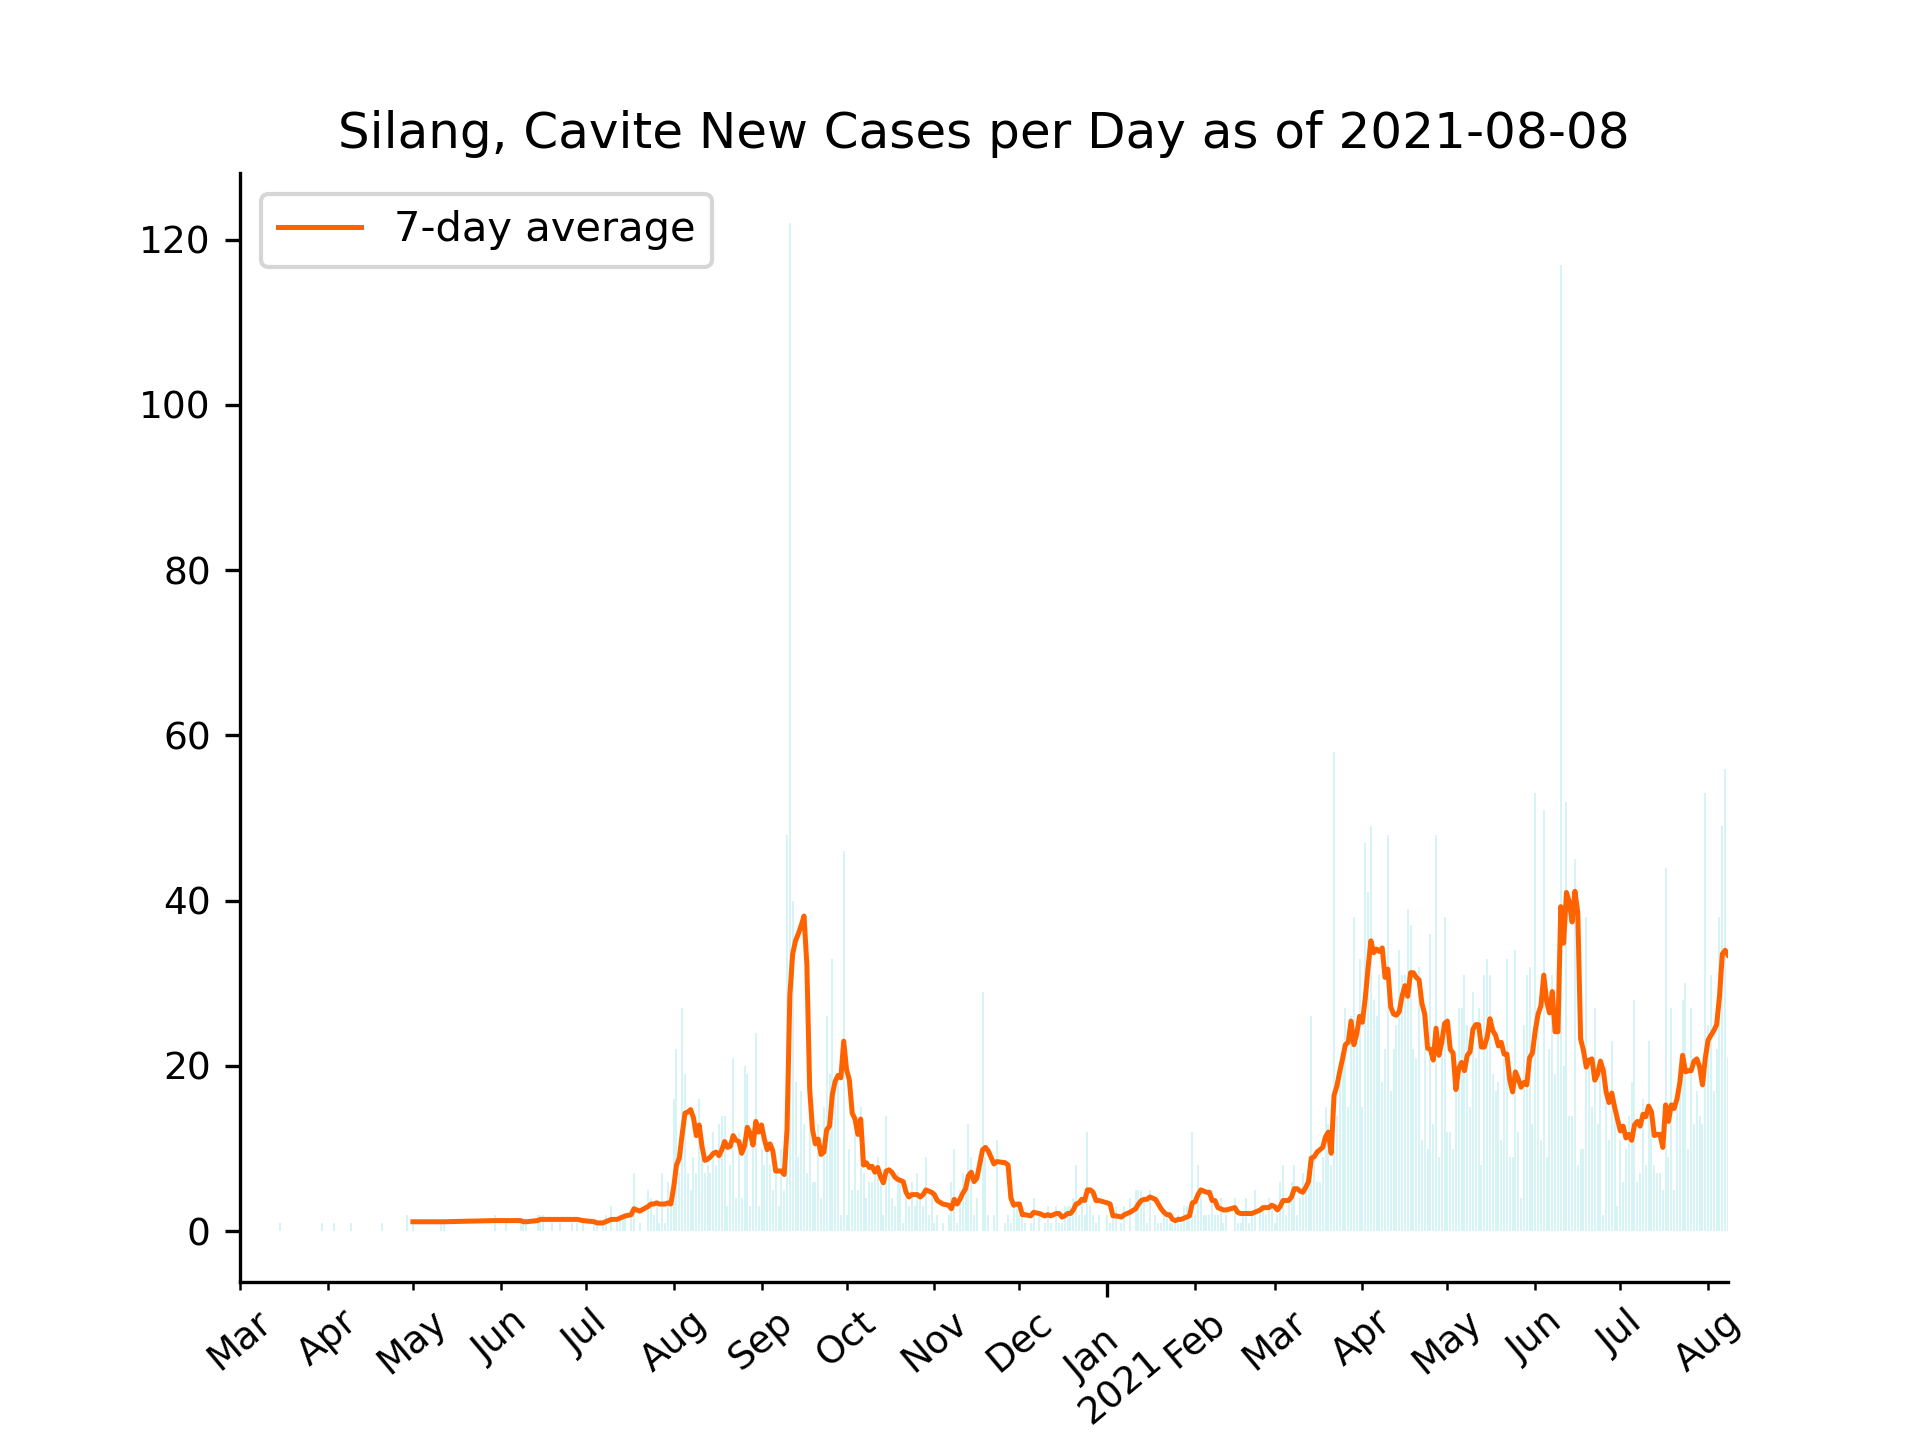 Silang, Cavite New Cases per Day as of 2021-08-08
7-day average
120
100
80
60
40
20
0
Mar
Apr
May
Jun
Jul
Aug
Sep
Oct
Nov
Dec
Jan
2021
Feb
Mar
Apr
May
Jun
Jul
Aug